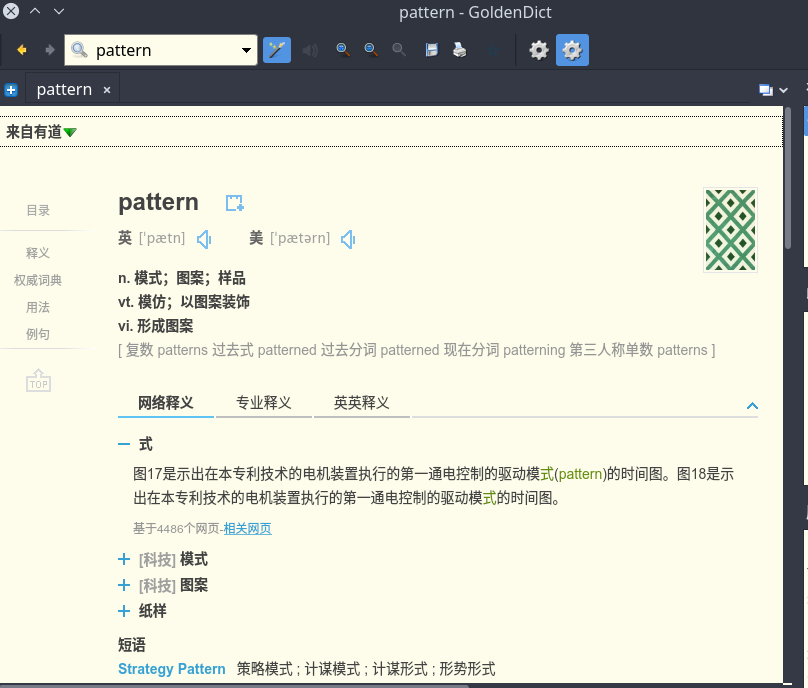 pattern - GoldenDict
pattern
pattern ×
来自有道
目录
释义
权威词典
用法
例句
TOP
pattern
英 ['pætn] 美 ['pætərn]
n. 模式；图案；样品
vt. 模仿；以图案装饰
vi. 形成图案
[ 复数 patterns 过去式 patterned 过去分词 patterned 现在分词 patterning 第三人称单数 patterns ]
网络释义 专业释义 英英释义
式
图17是示出在本专利技术的电机装置执行的第一通电控制的驱动模式(pattern)的时间图。图18是示
出在本专利技术的电机装置执行的第一通电控制的驱动模式的时间图。
基于4486个网页-相关网页
[科技] 模式
[科技] 图案
纸样
短语
Strategy Pattern 策略模式 ; 计谋模式 ; 计谋形式 ; 形势形式